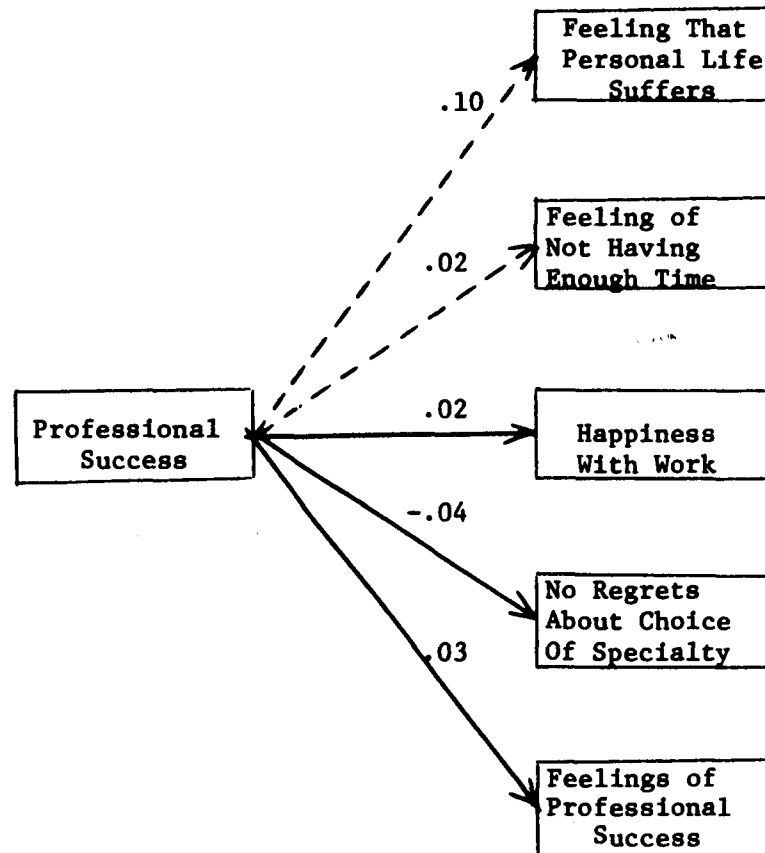 Feeling That
Personal Life
Suffers
.10
Feeling of
Not Having
Enough Time
.02
Professional
Success
.02
Happiness
With Work
-.04
No Regrets
About Choice
Of Specialty
.03
Feelings of
Professional
Success